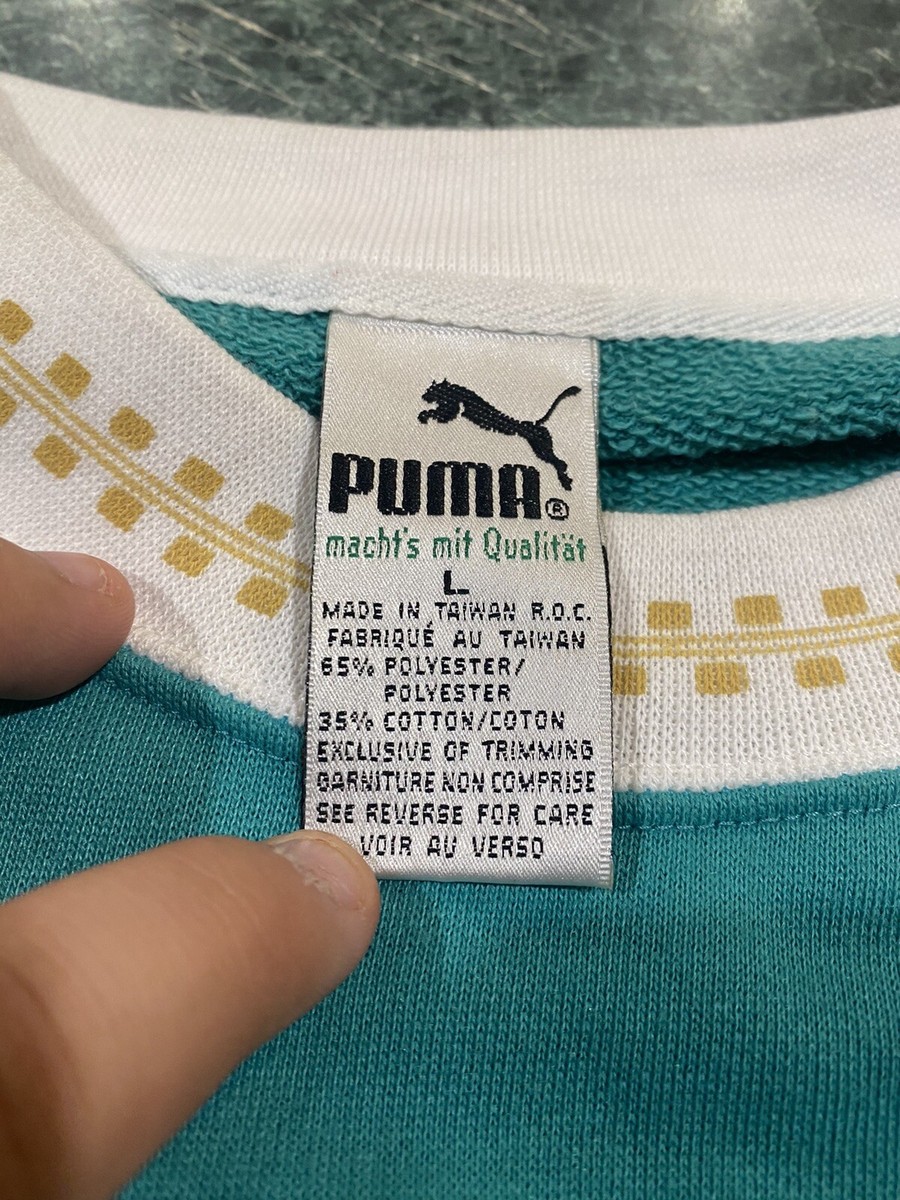 PUMA®
macht's mit Qualität
L
MADE IN TAIWAN R.O.C.
FABRIQUÉ AU TAIWAN
65% POLYESTER/
POLYESTER
35% COTTON/COTON
EXCLUSIVE OF TRIMMING
GARNITURE NON COMPRISE
SEE REVERSE FOR CARE
VOIR AU VERSO